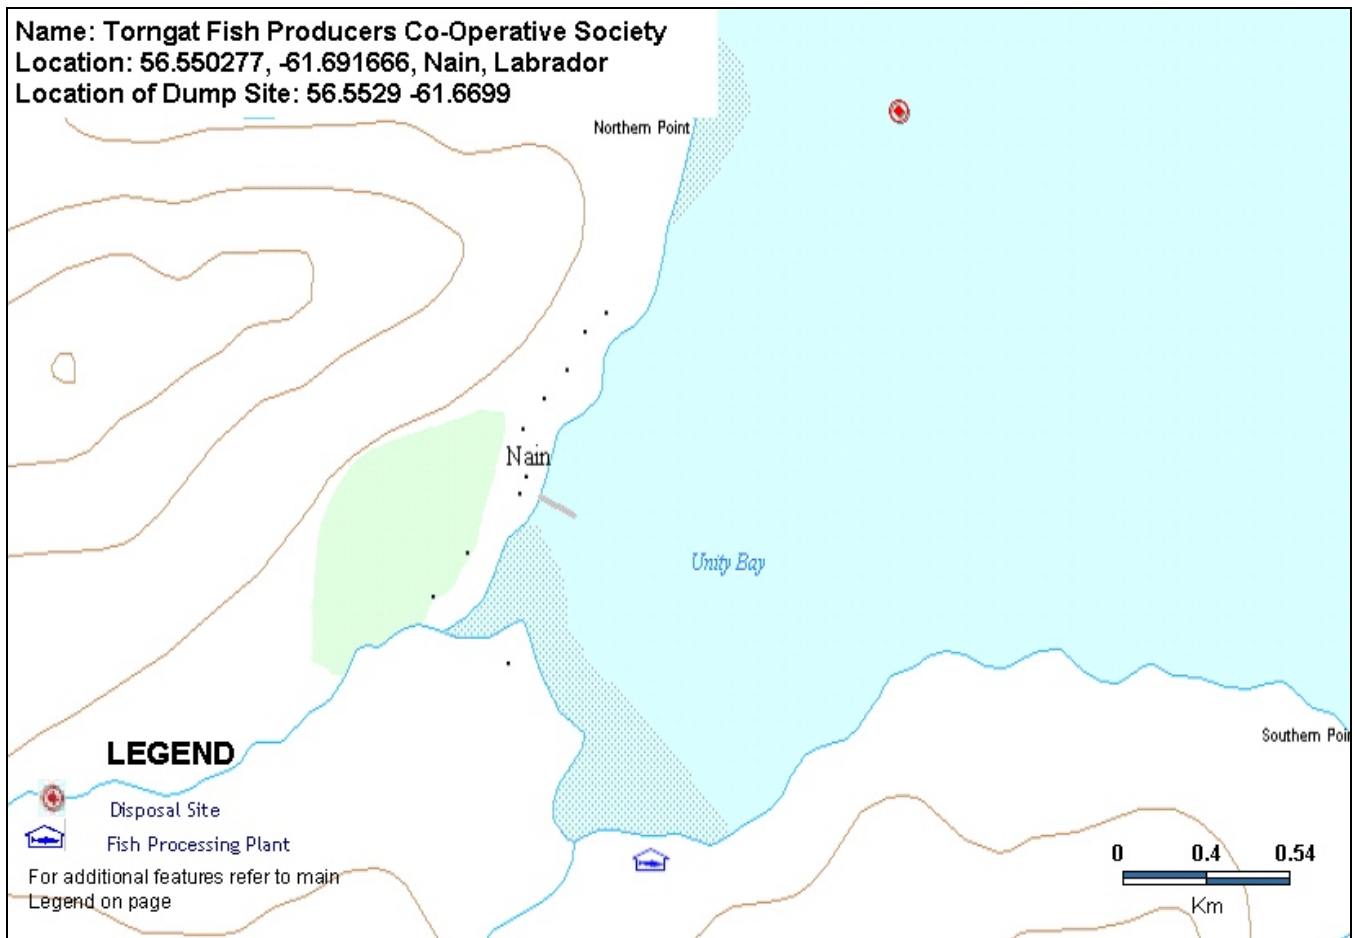 Name: Torngat Fish Producers Co-Operative Society
Location: 56.550277, -61.691666, Nain, Labrador
Location of Dump Site: 56.5529 -61.6699
Northern Point
Nain
Unity Bay
Southern Poin
LEGEND
Disposal Site
Fish Processing Plant
For additional features refer to main
Legend on page
0 0.4 0.54
Km